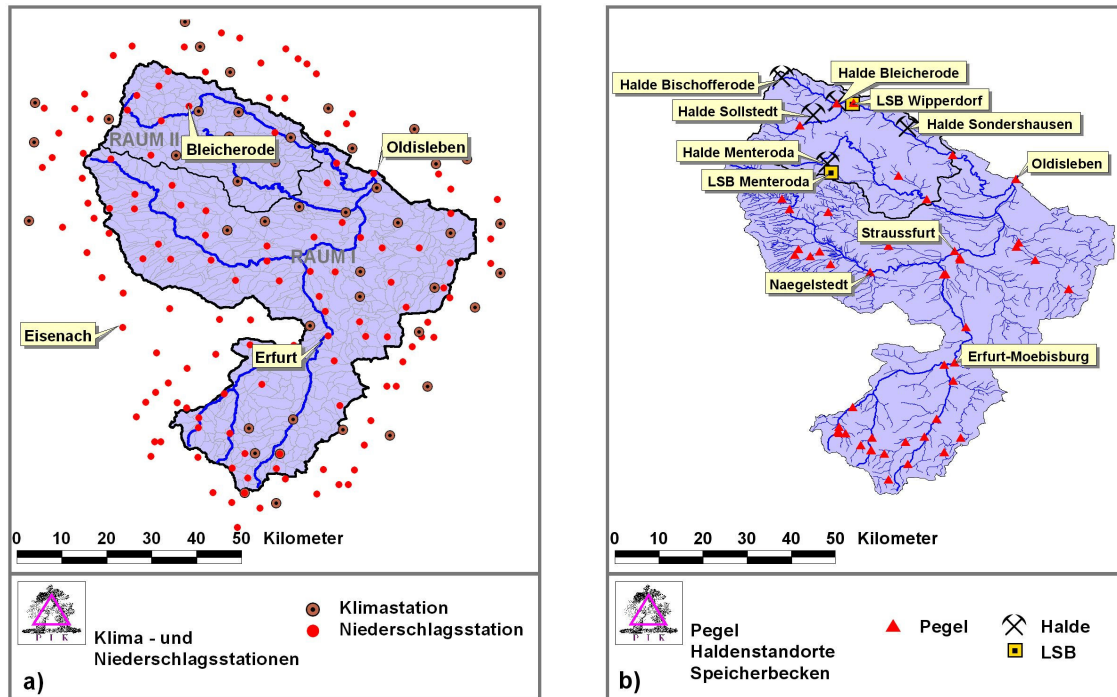 RAUM II
Bleicherode
Oldisleben
RAUM I
Eisenach
Erfurt
0 10 20 30 40 50 Kilometer
PIK
Klima - und
Niederschlagsstationen
Klimastation
Niederschlagsstation
a)
Halde Bischofferode
Halde Bleicherode
LSB Wipperdorf
Halde Sollstedt
Halde Sondershausen
Halde Menteroda
Oldisleben
LSB Menteroda
Straussfurt
Naegelstedt
Erfurt-Moebisburg
0 10 20 30 40 50 Kilometer
PIK
Pegel
Haldenstandorte
Speicherbecken
Pegel
Halde
LSB
b)